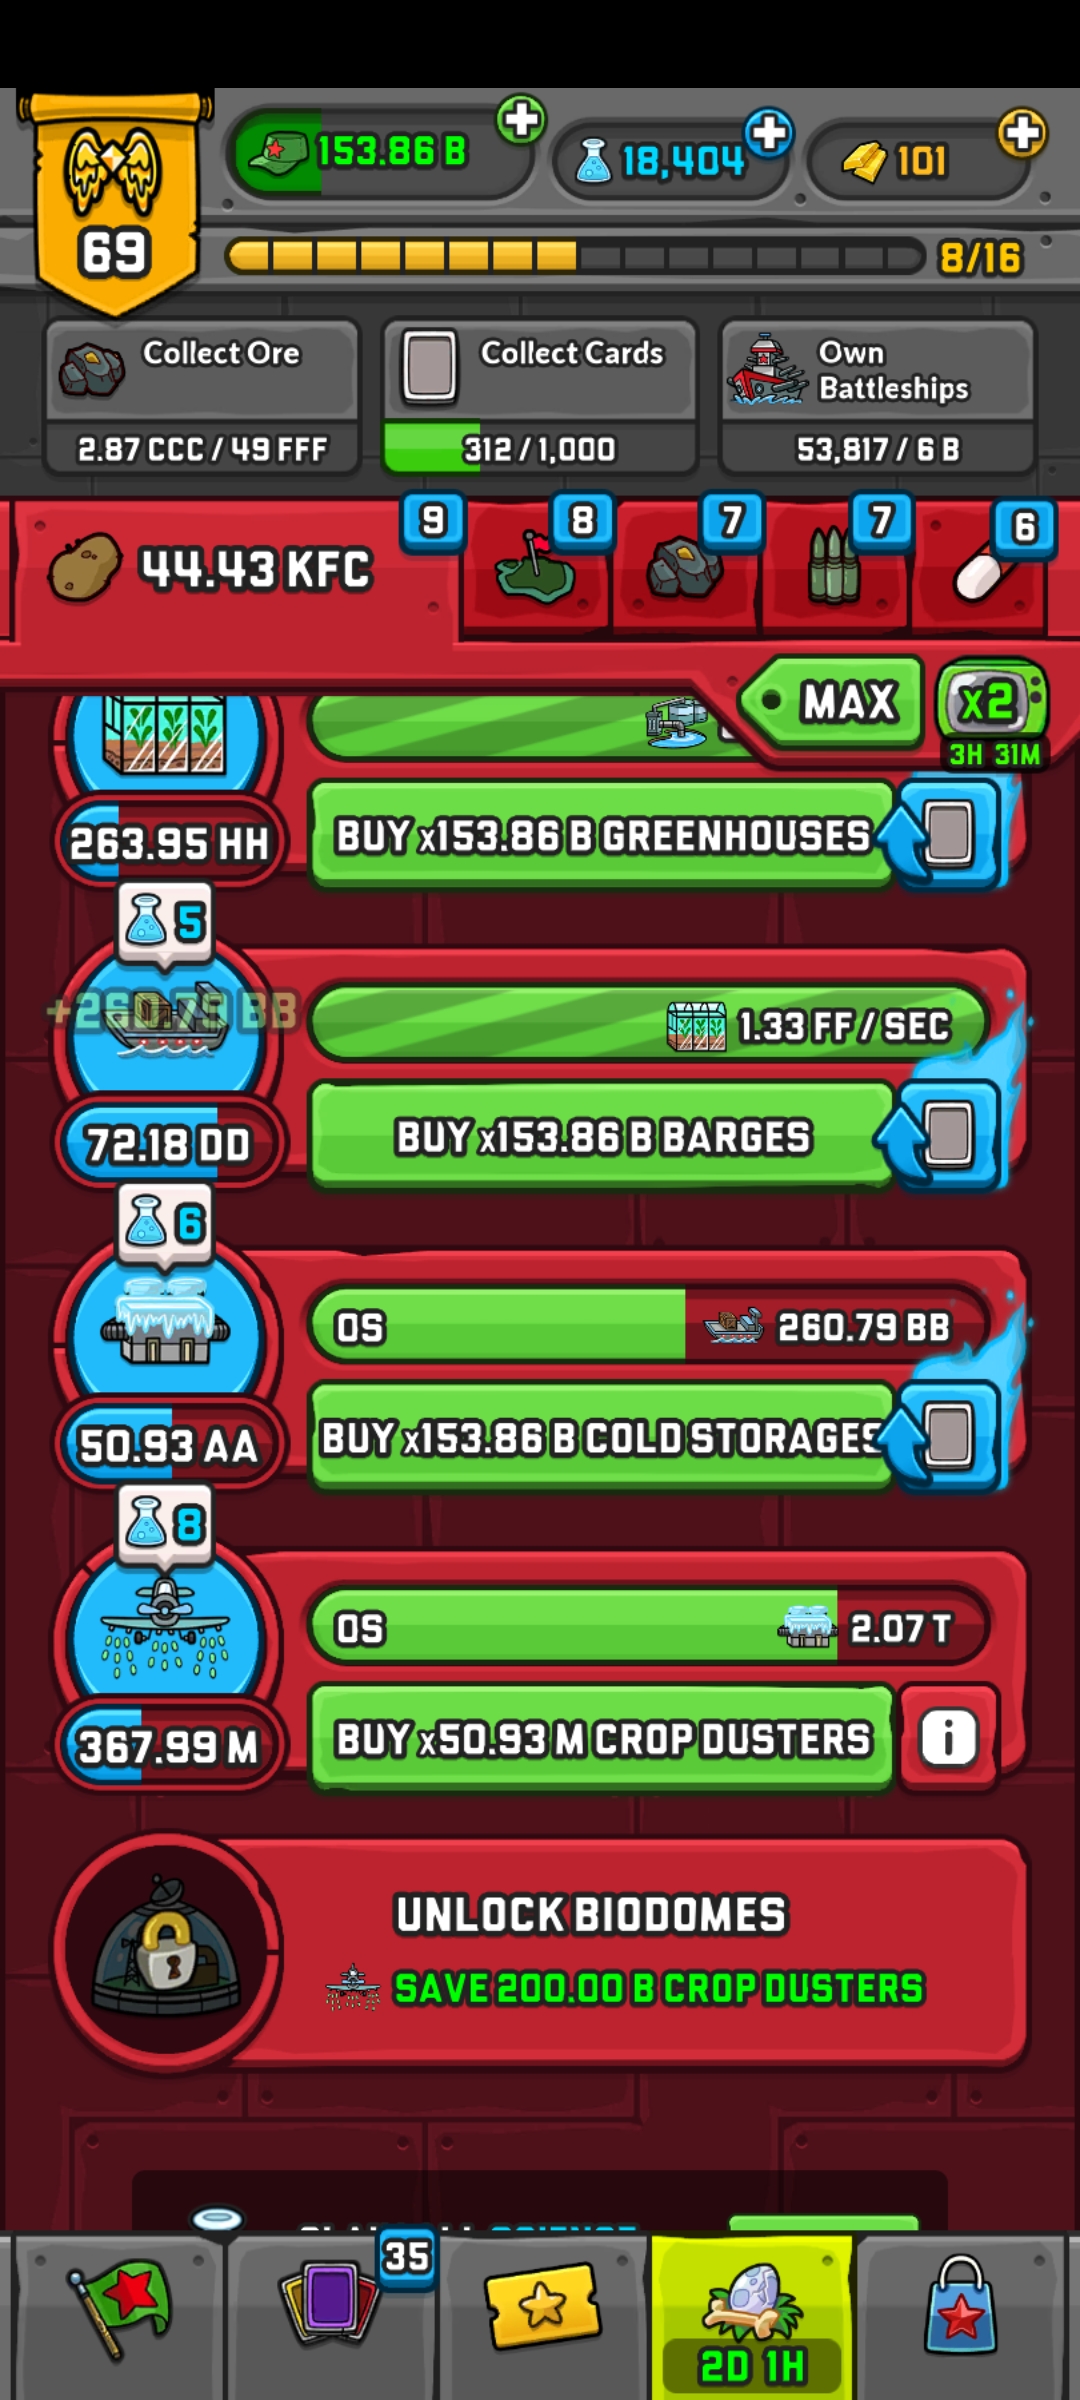 153.86 B
18,404
101
69
8/16
Collect Ore
2.87 CCC / 49 FFF
Collect Cards
312 / 1,000
Own
Battleships
53,817 / 6 B
44.43 KFC
9
8
7
7
6
MAX
x2
3H 31M
263.95 HH
BUY x153.86 B GREENHOUSES
5
+260.79 BB
1.33 FF / SEC
72.18 DD
BUY x153.86 B BARGES
6
0S
260.79 BB
50.93 AA
BUY x153.86 B COLD STORAGES
8
0S
2.07 T
367.99 M
BUY x50.93 M CROP DUSTERS
i
UNLOCK BIODOMES
SAVE 200.00 B CROP DUSTERS
35
2D 1H